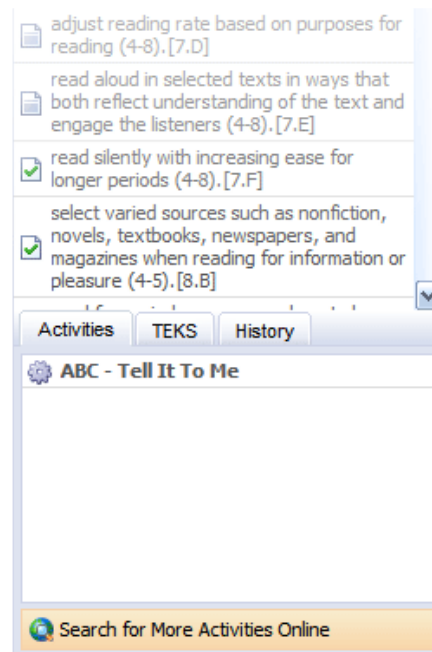 adjust reading rate based on purposes for
reading (4-8).[7.D]
read aloud in selected texts in ways that
both reflect understanding of the text and
engage the listeners (4-8).[7.E]
read silently with increasing ease for
longer periods (4-8).[7.F]
select varied sources such as nonfiction,
novels, textbooks, newspapers, and
magazines when reading for information or
pleasure (4-5).[8.B]
Activities TEKS History
ABC - Tell It To Me
Search for More Activities Online